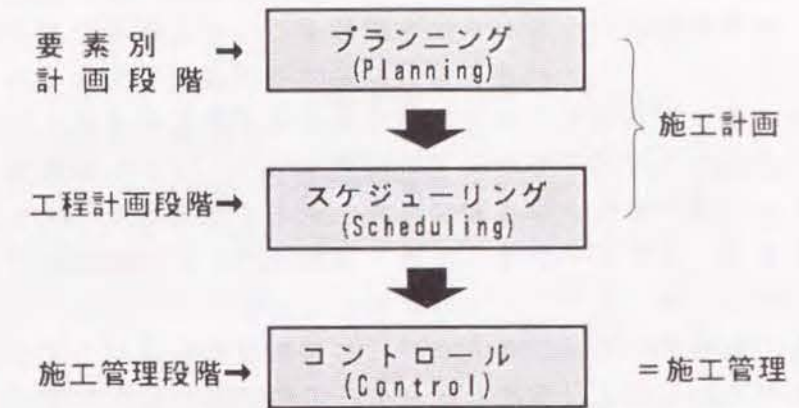 要素別
計画段階→
プランニング
(Planning)
施工計画
工程計画段階→
スケジューリング
(Scheduling)
施工管理段階→
コントロール
(Control)
=施工管理